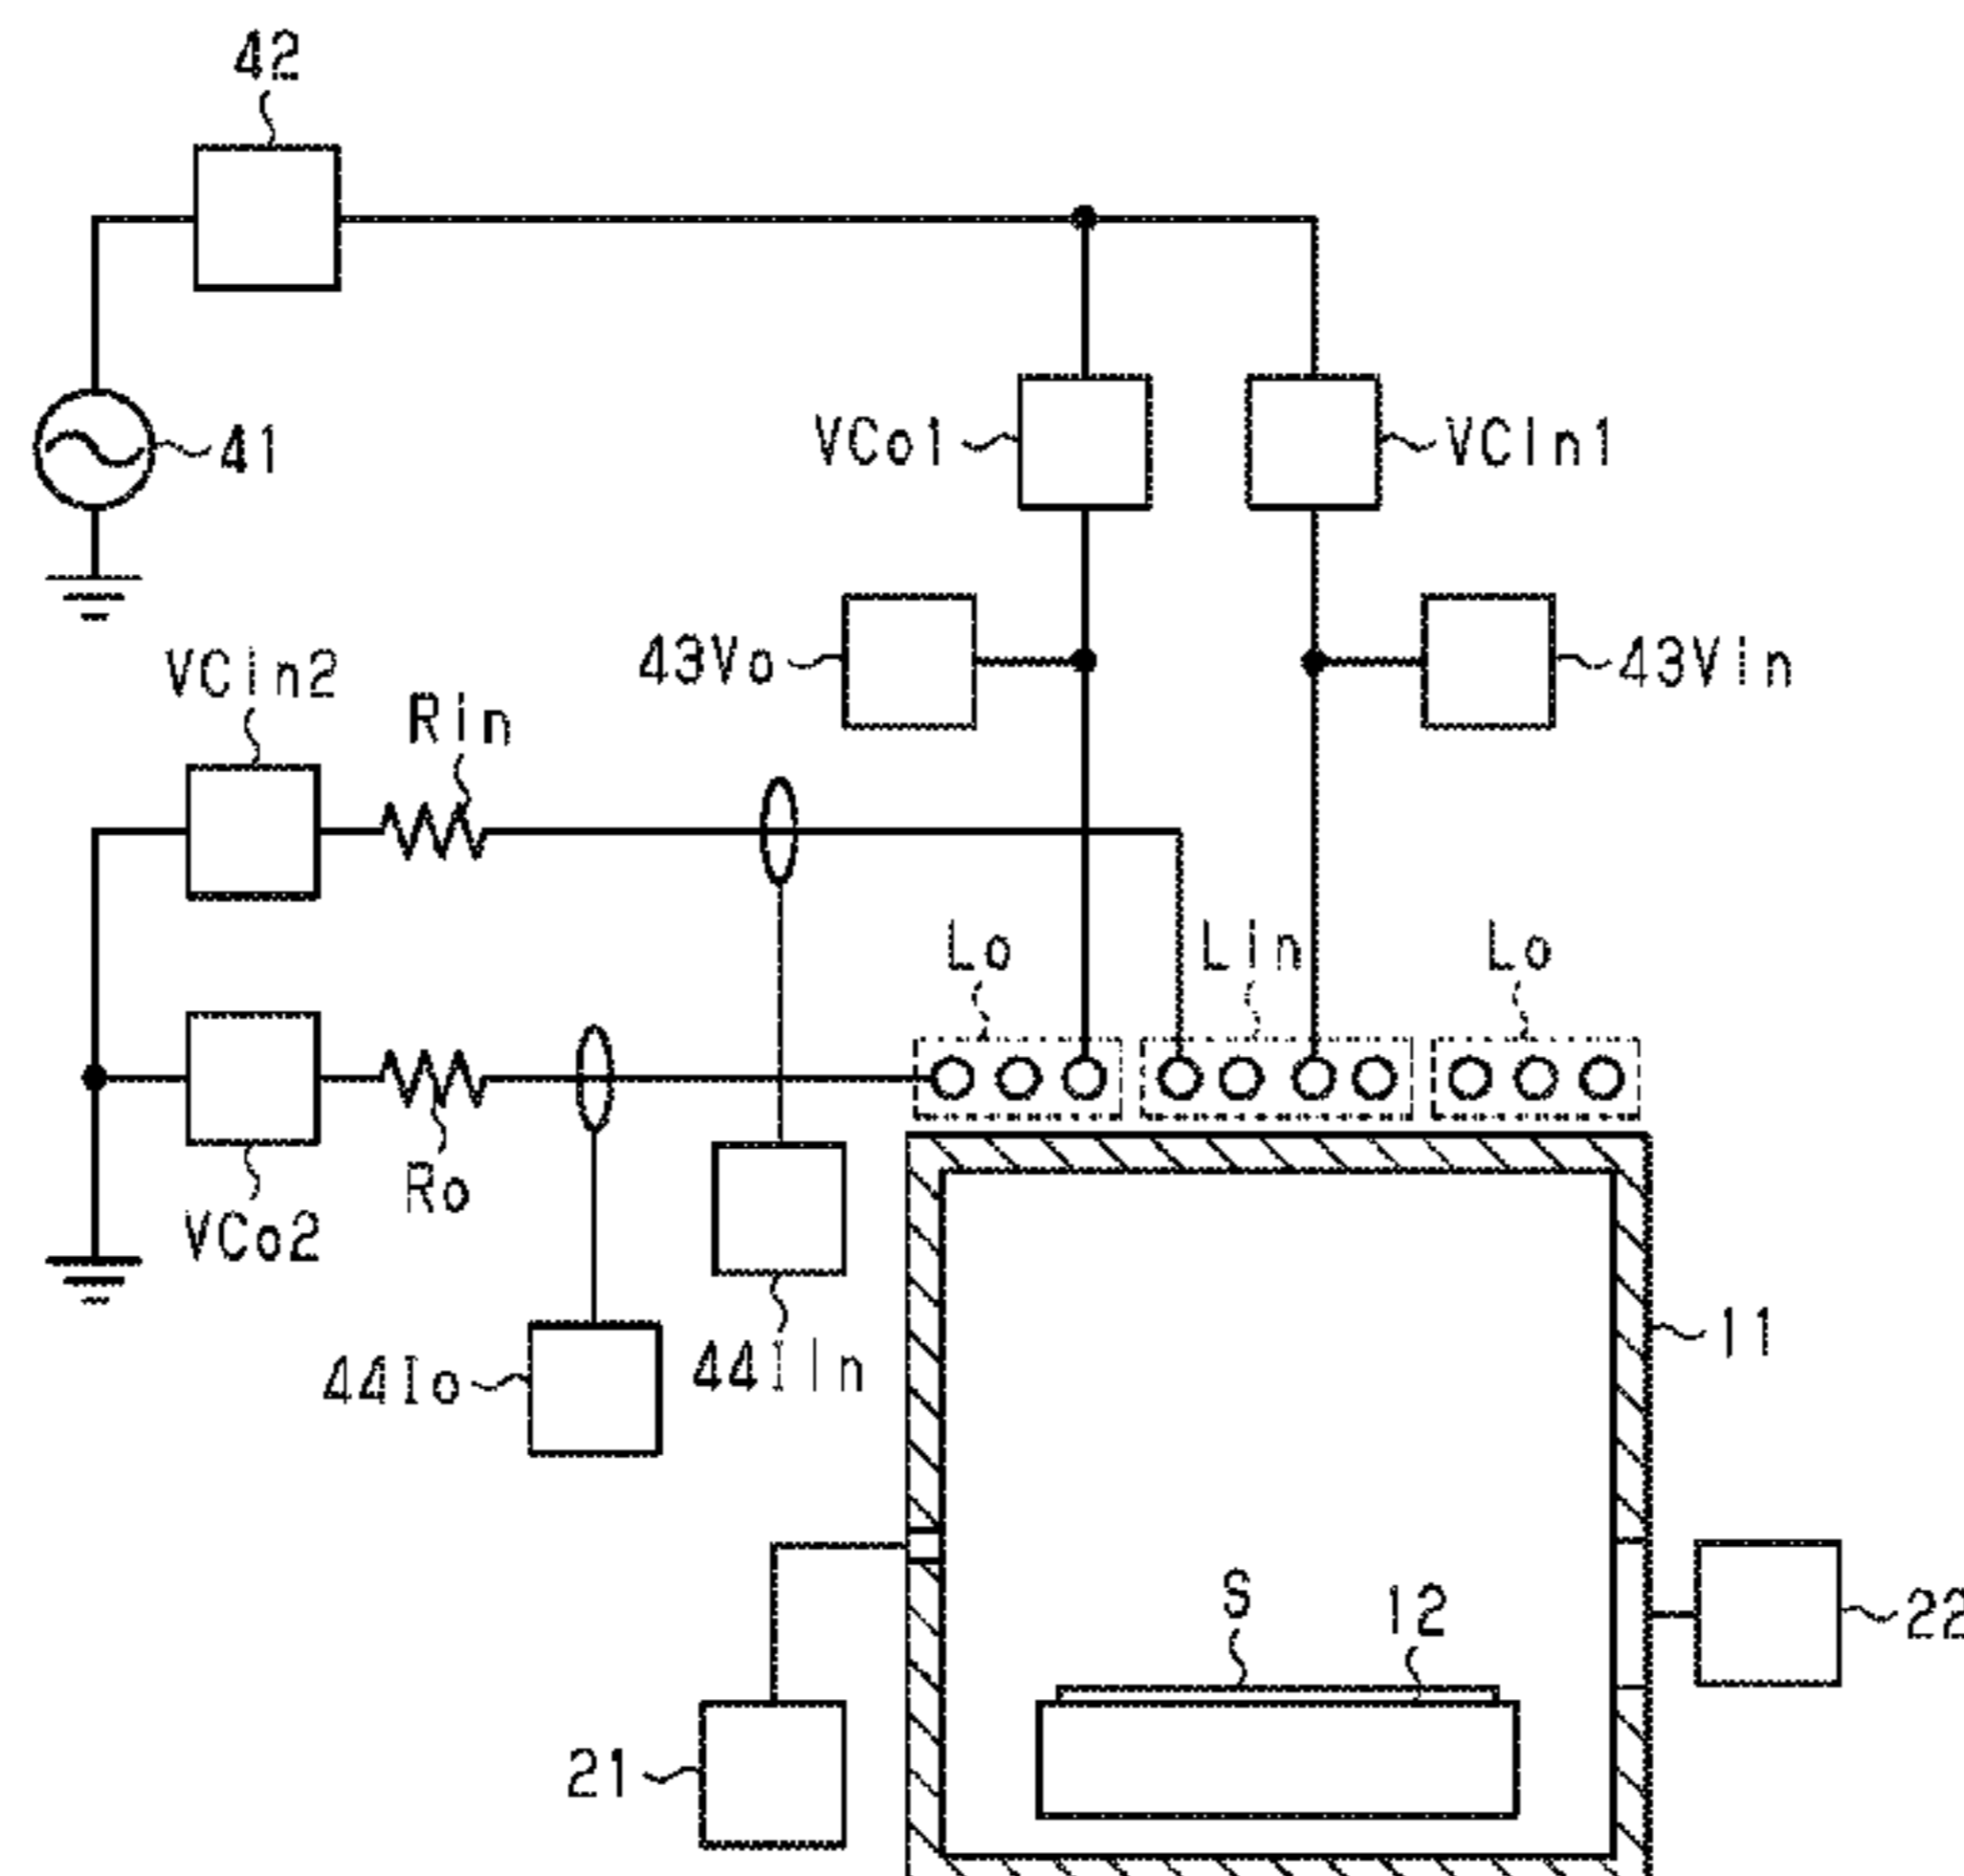 42
41
VCo1
VCin1
43Vo
43Vin
VCin2
Rin
Lo
Lin
Lo
Ro
VCo2
44Io
44Iin
11
S
12
22
21